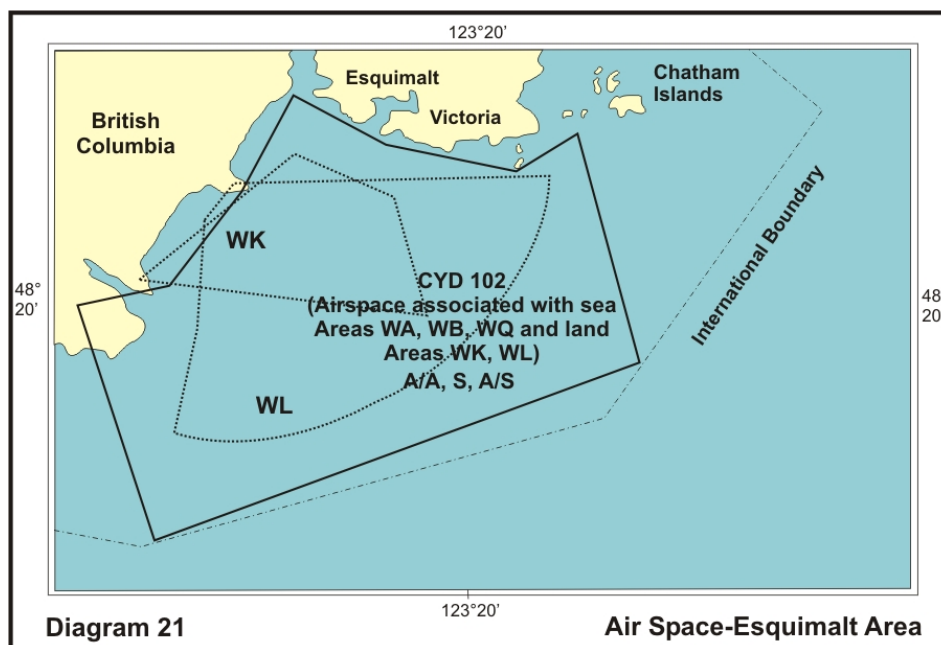 123°20'
Esquimalt
Chatham
Islands
British
Columbia
Victoria
International Boundary
WK
48°
20'
CYD 102
(Airspace associated with sea
Areas WA, WB, WQ and land
Areas WK, WL)
A/A, S, A/S
48°
20'
WL
123°20'
Diagram 21
Air Space-Esquimalt Area